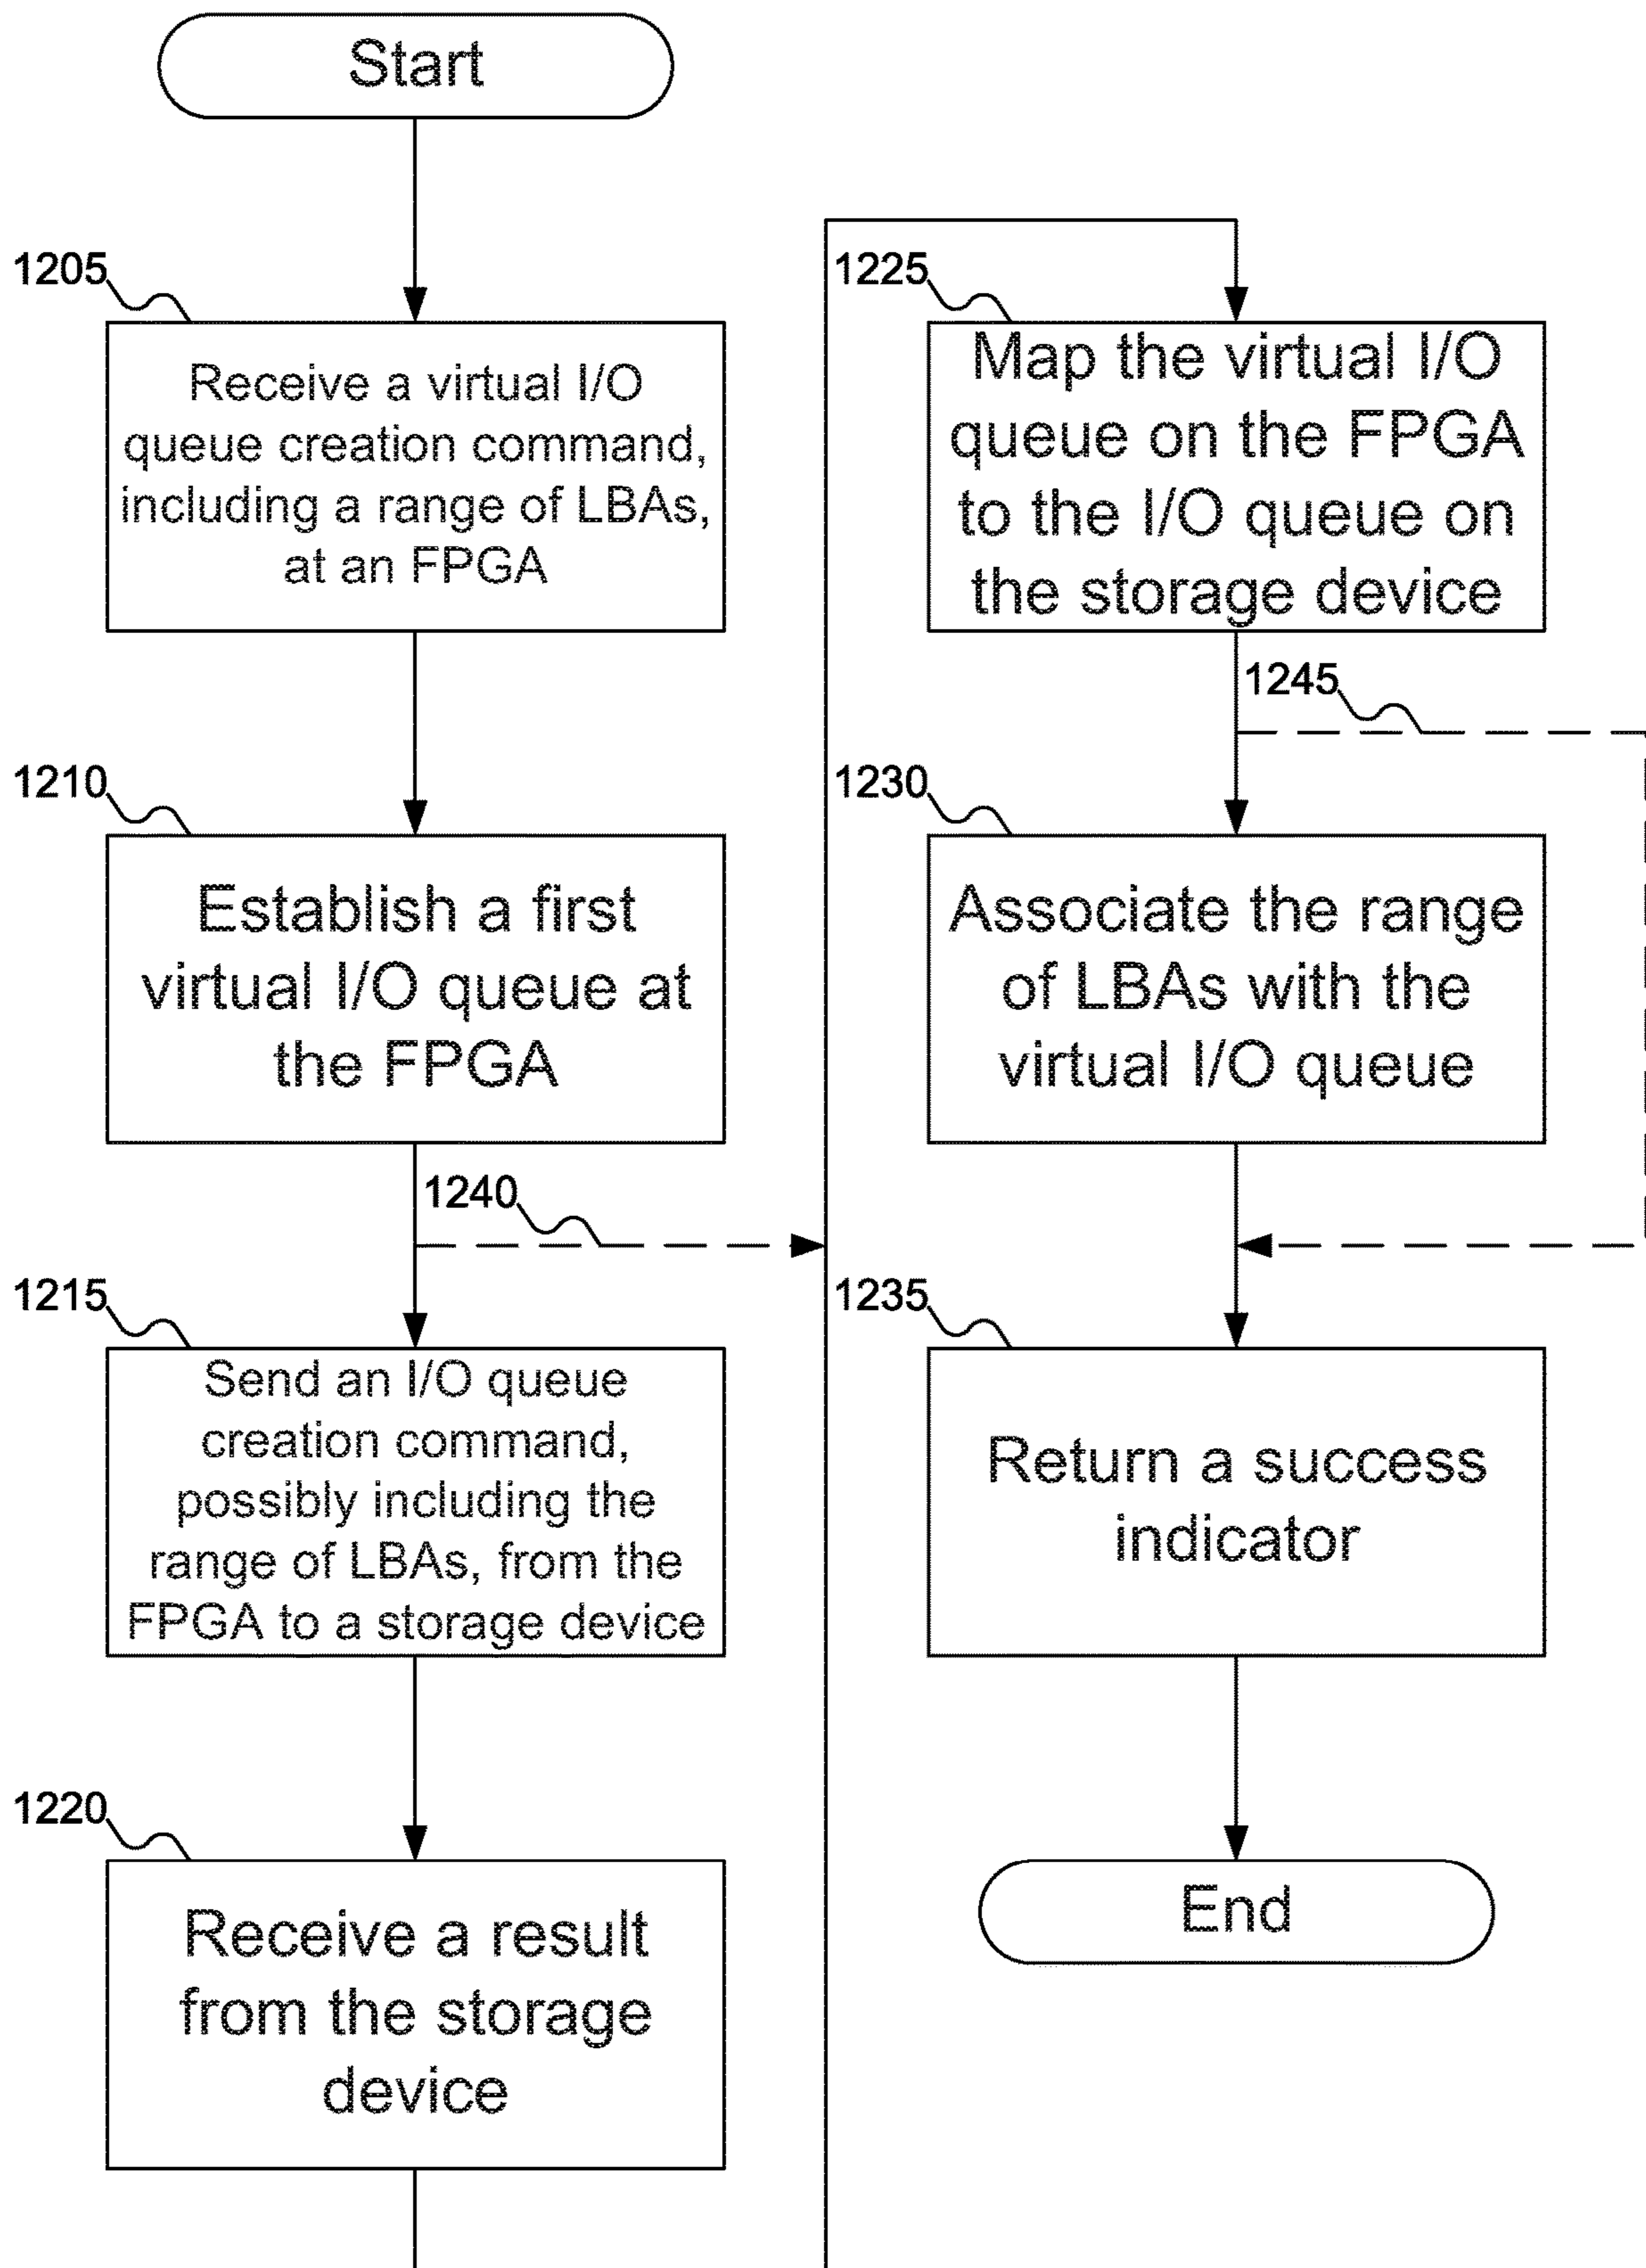 Start
1205
Receive a virtual I/O
queue creation command,
including a range of LBAs,
at an FPGA
1210
Establish a first
virtual I/O queue at
the FPGA
1240
1215
Send an I/O queue
creation command,
possibly including the
range of LBAs, from the
FPGA to a storage device
1220
Receive a result
from the storage
device
1225
Map the virtual I/O
queue on the FPGA
to the I/O queue on
the storage device
1245
1230
Associate the range
of LBAs with the
virtual I/O queue
1235
Return a success
indicator
End